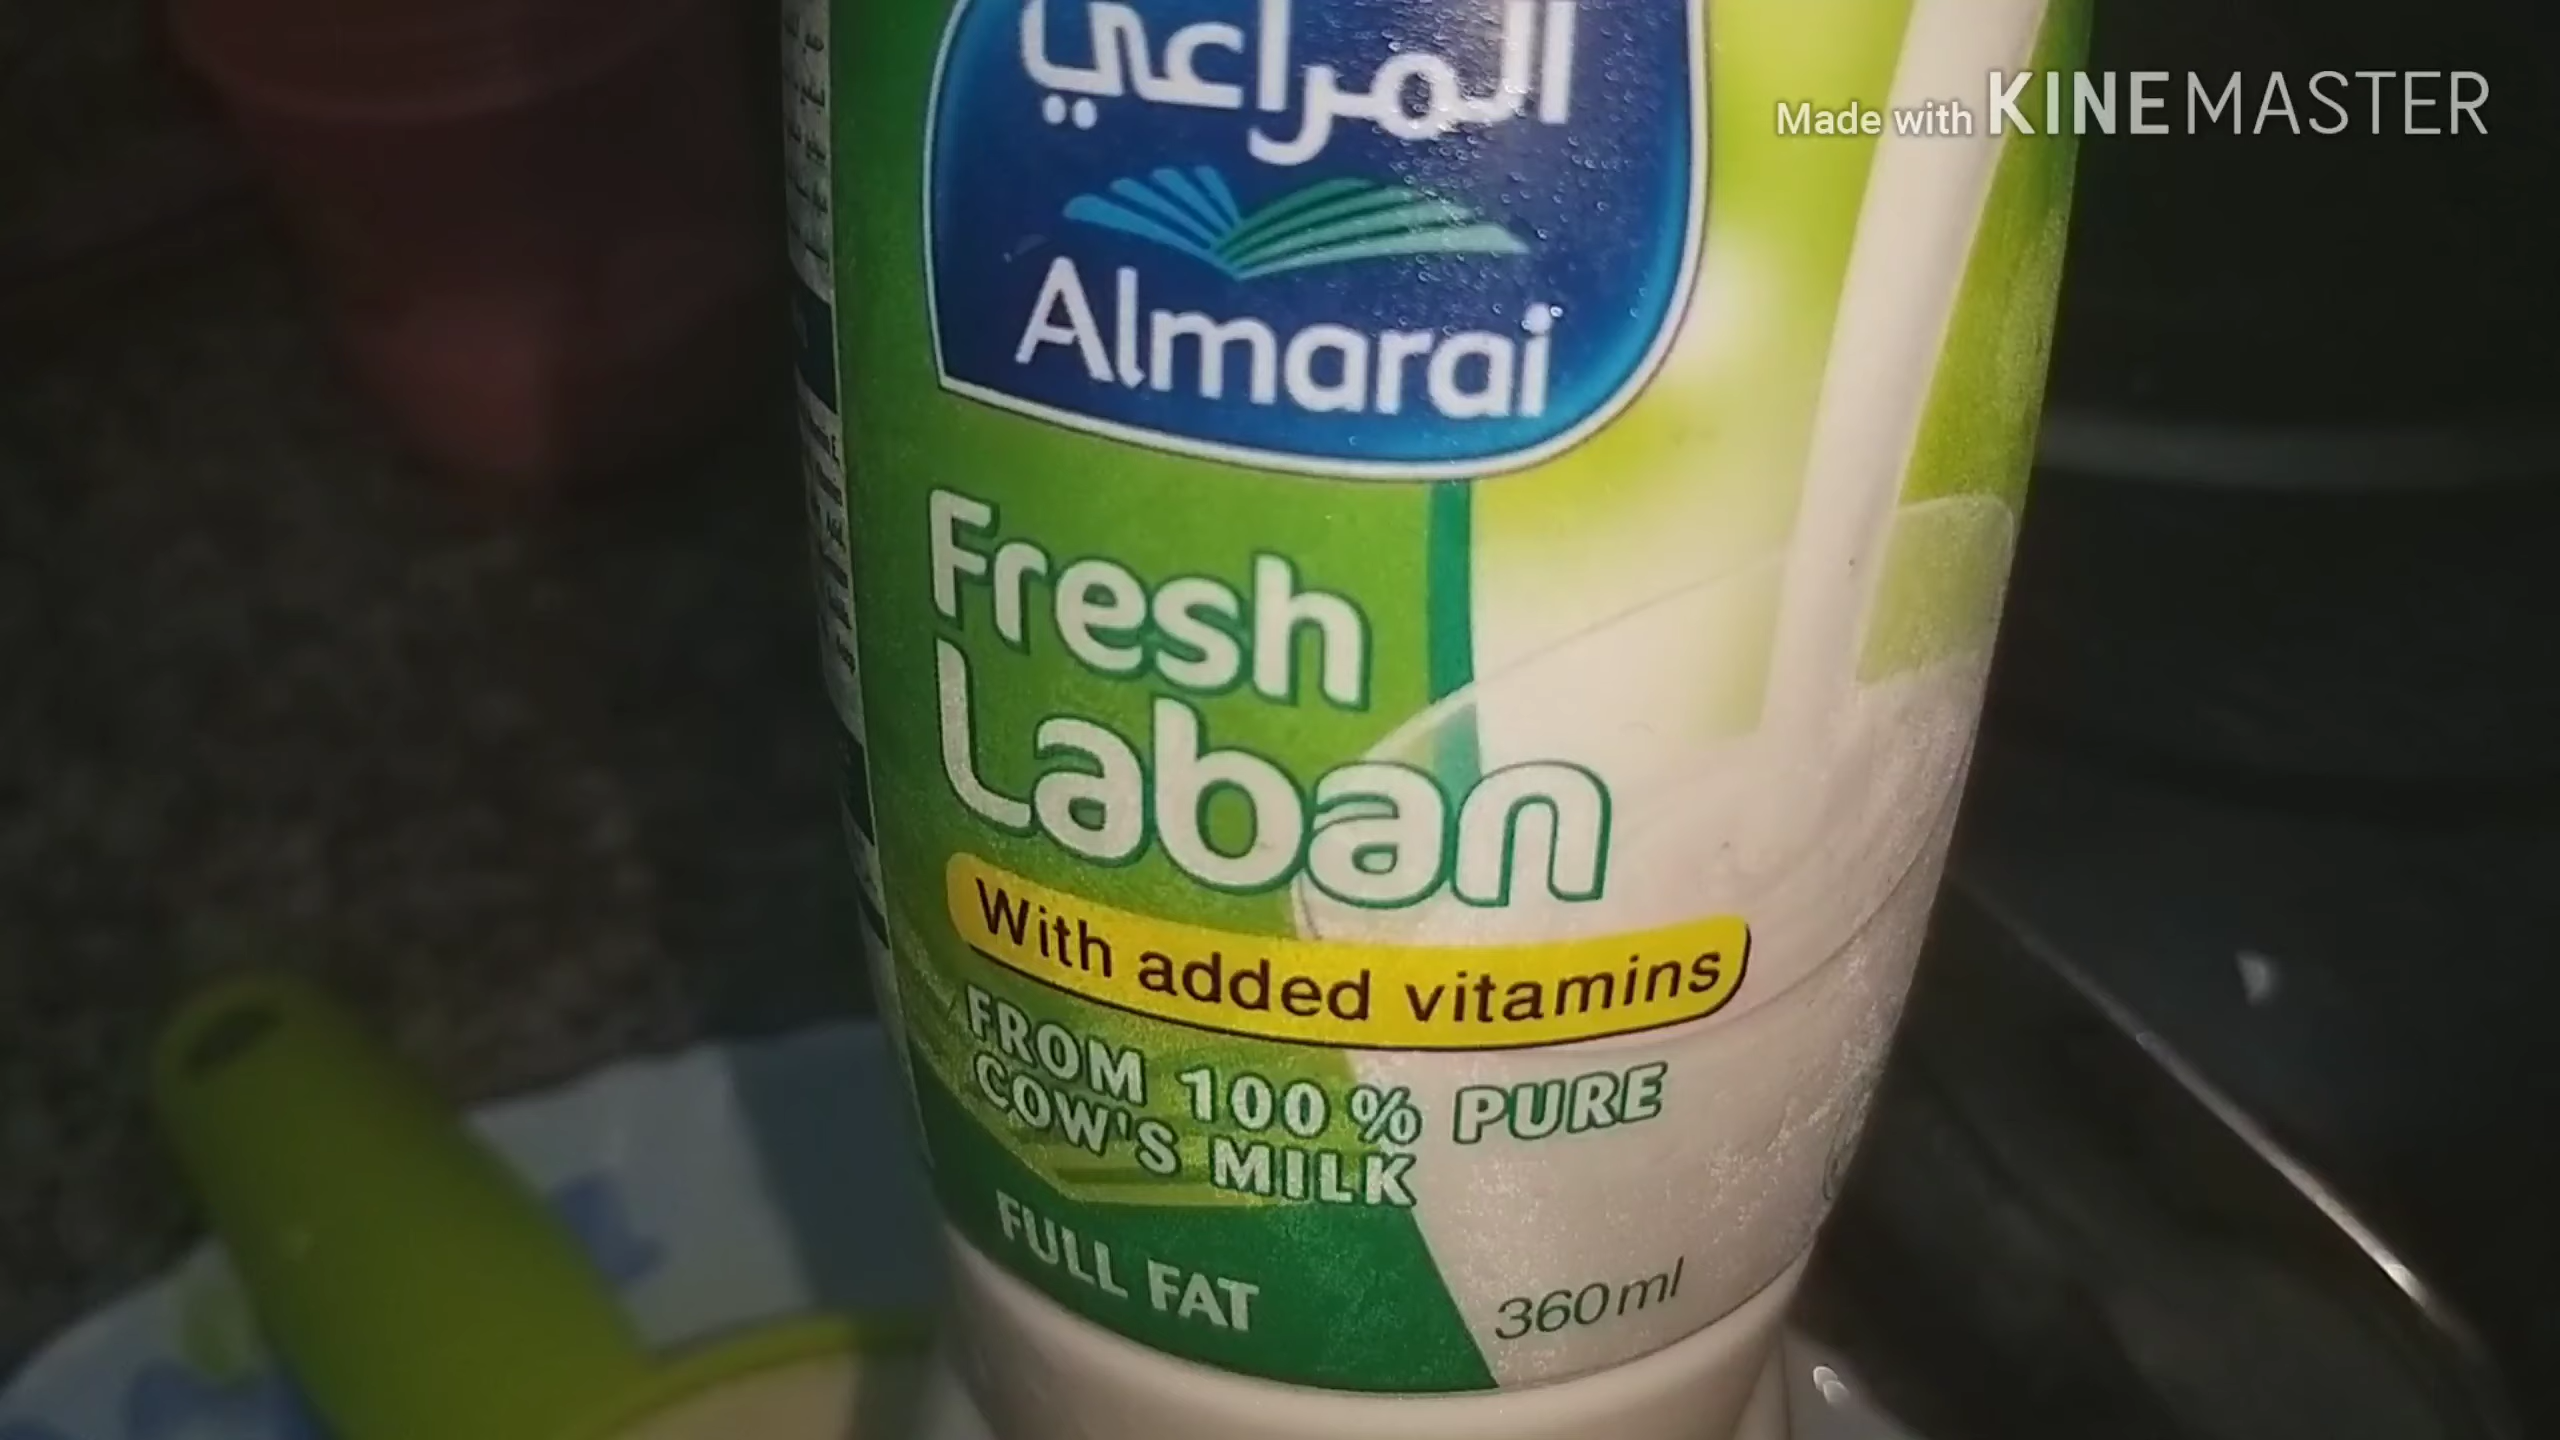 Made with KINEMASTER
المراعي
Almarai
Fresh
Laban
With added vitamins
FROM 100% PURE
COW'S MILK
FULL FAT
360ml